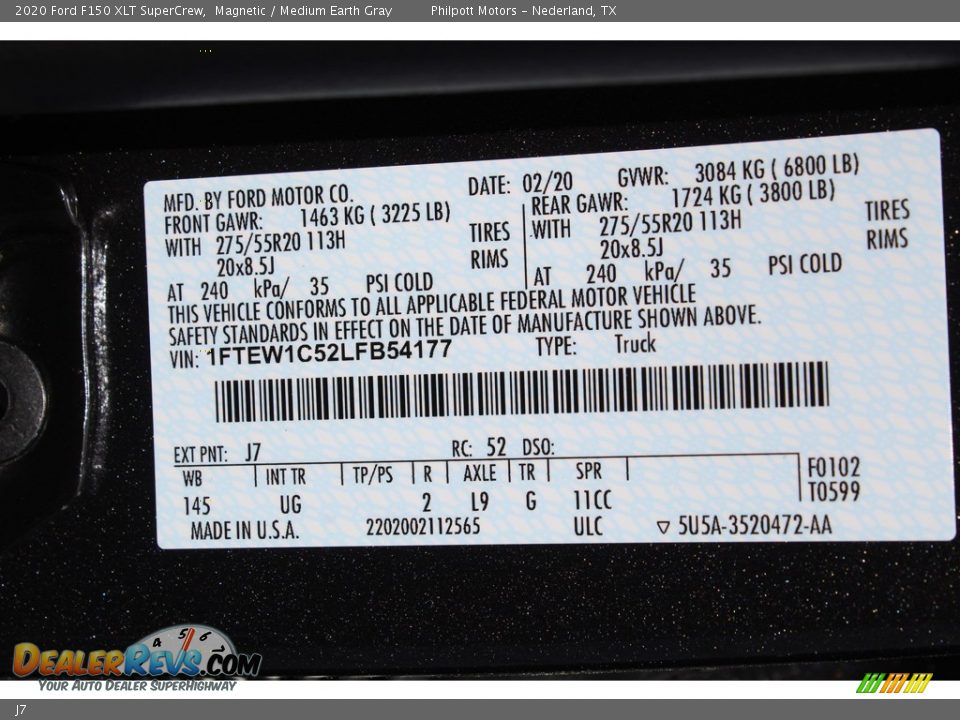 2020 Ford F150 XLT SuperCrew, Magnetic / Medium Earth Gray Philpott Motors - Nederland, TX
MFD. BY FORD MOTOR CO. DATE: 02/20 GVWR: 3084 KG ( 6800 LB)
FRONT GAWR: 1463 KG ( 3225 LB) REAR GAWR: 1724 KG ( 3800 LB)
WITH 275/55R20 113H TIRES WITH 275/55R20 113H TIRES
20x8.5J RIMS 20x8.5J RIMS
AT 240 kPa/ 35 PSI COLD AT 240 kPa/ 35 PSI COLD
THIS VEHICLE CONFORMS TO ALL APPLICABLE FEDERAL MOTOR VEHICLE
SAFETY STANDARDS IN EFFECT ON THE DATE OF MANUFACTURE SHOWN ABOVE.
VIN: 1FTEW1C52LFB54177 TYPE: Truck
EXT PNT: J7 RC: 52 DSO:
WB INT TR TP/PS R AXLE TR SPR F0102
145 UG 2 L9 G 11CC T0599
MADE IN U.S.A. 2202002112565 ULC ▽ 5U5A-3520472-AA
4 5 6
DEALERREVS.COM
YOUR AUTO DEALER SUPERHIGHWAY
J7